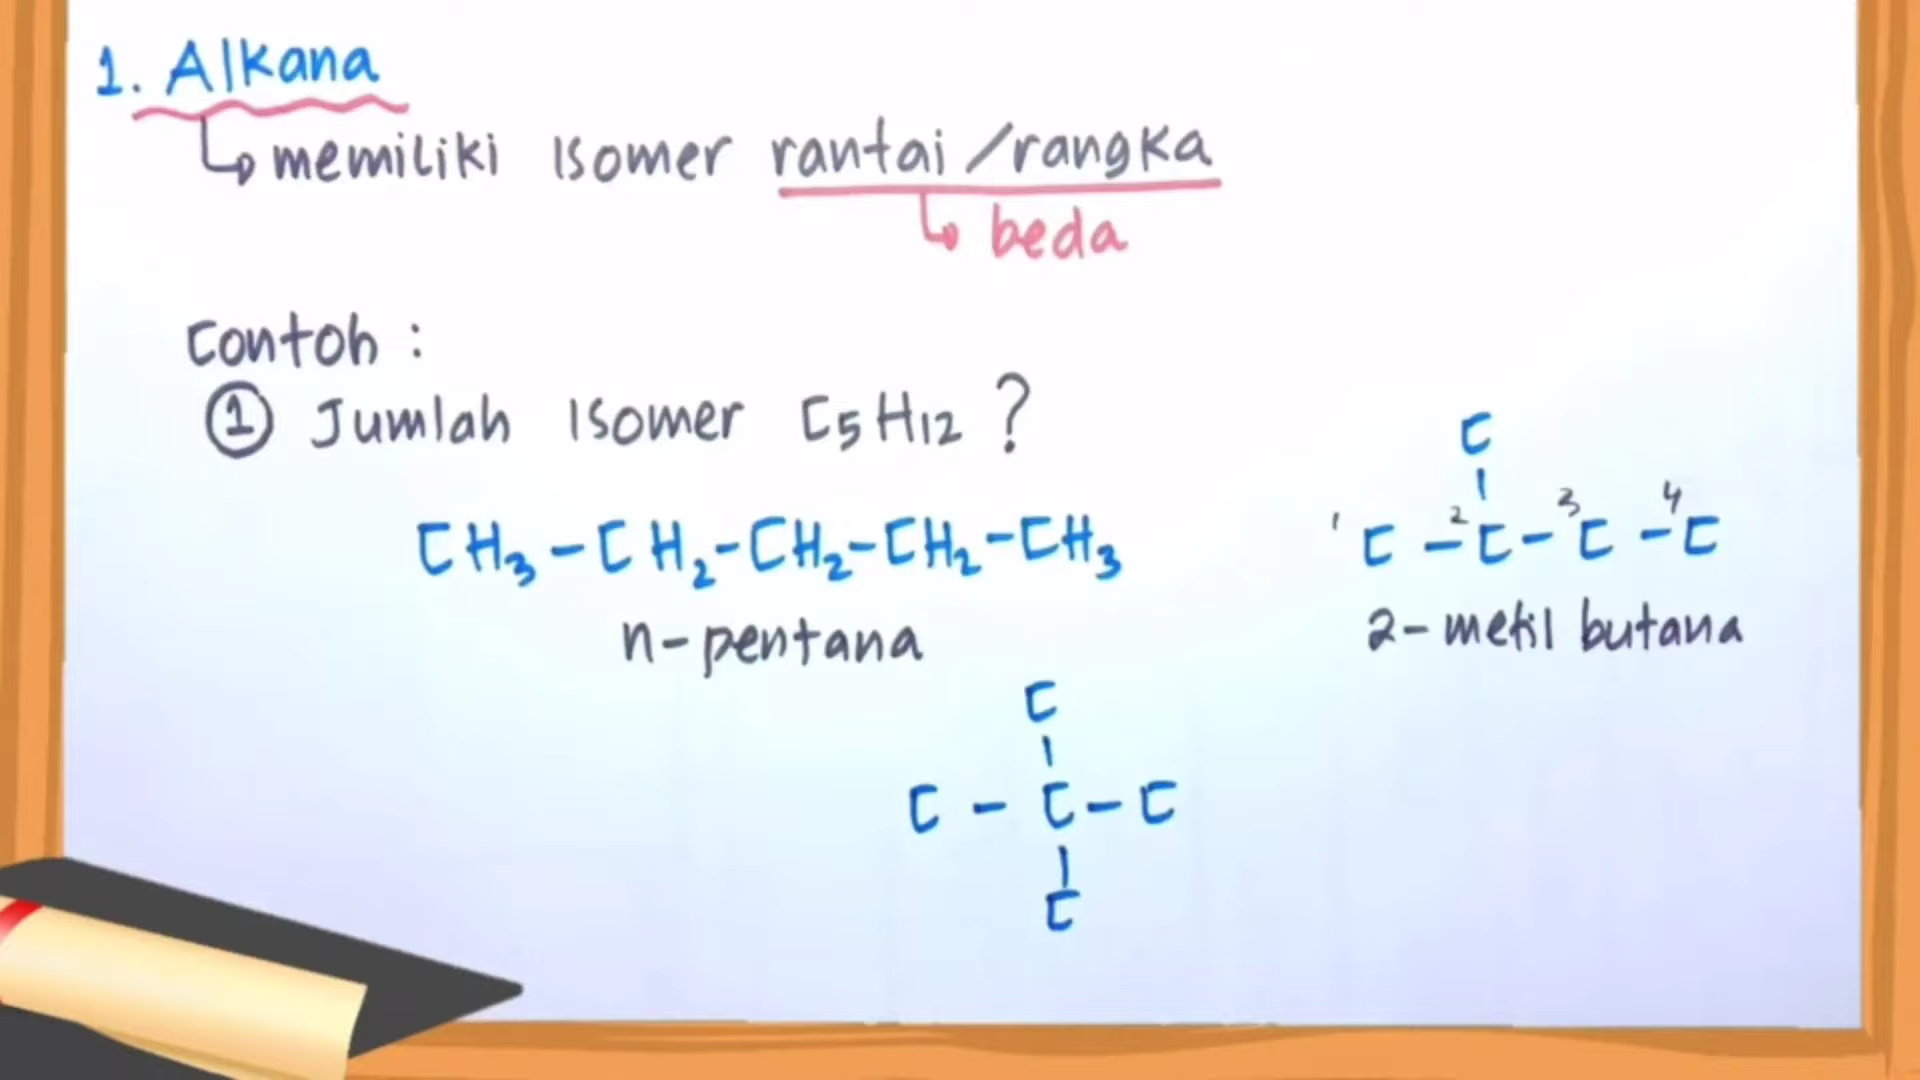 1. Alkana
memiliki isomer rantai/rangka
beda
Contoh :
① Jumlah isomer C5H12 ?
C
1 2 3 4
CH3-CH2-CH2-CH2-CH3
C-C-C-C
n-pentana
2-metil butana
C
C-C-C
C